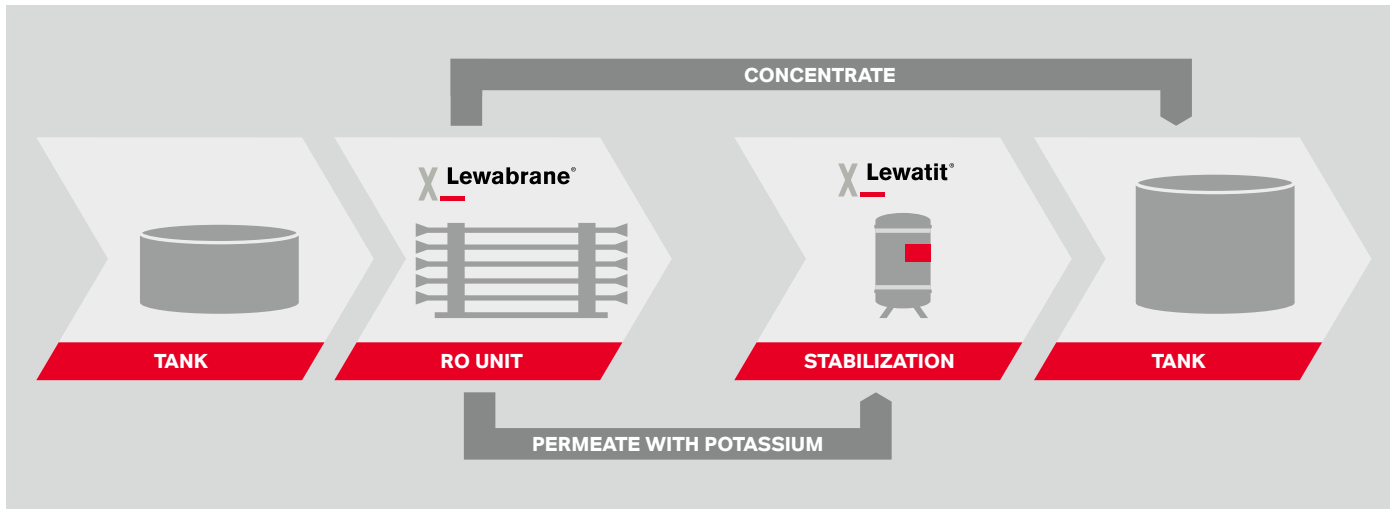 CONCENTRATE
Lewabrane®
Lewatit®
TANK
RO UNIT
STABILIZATION
TANK
PERMEATE WITH POTASSIUM